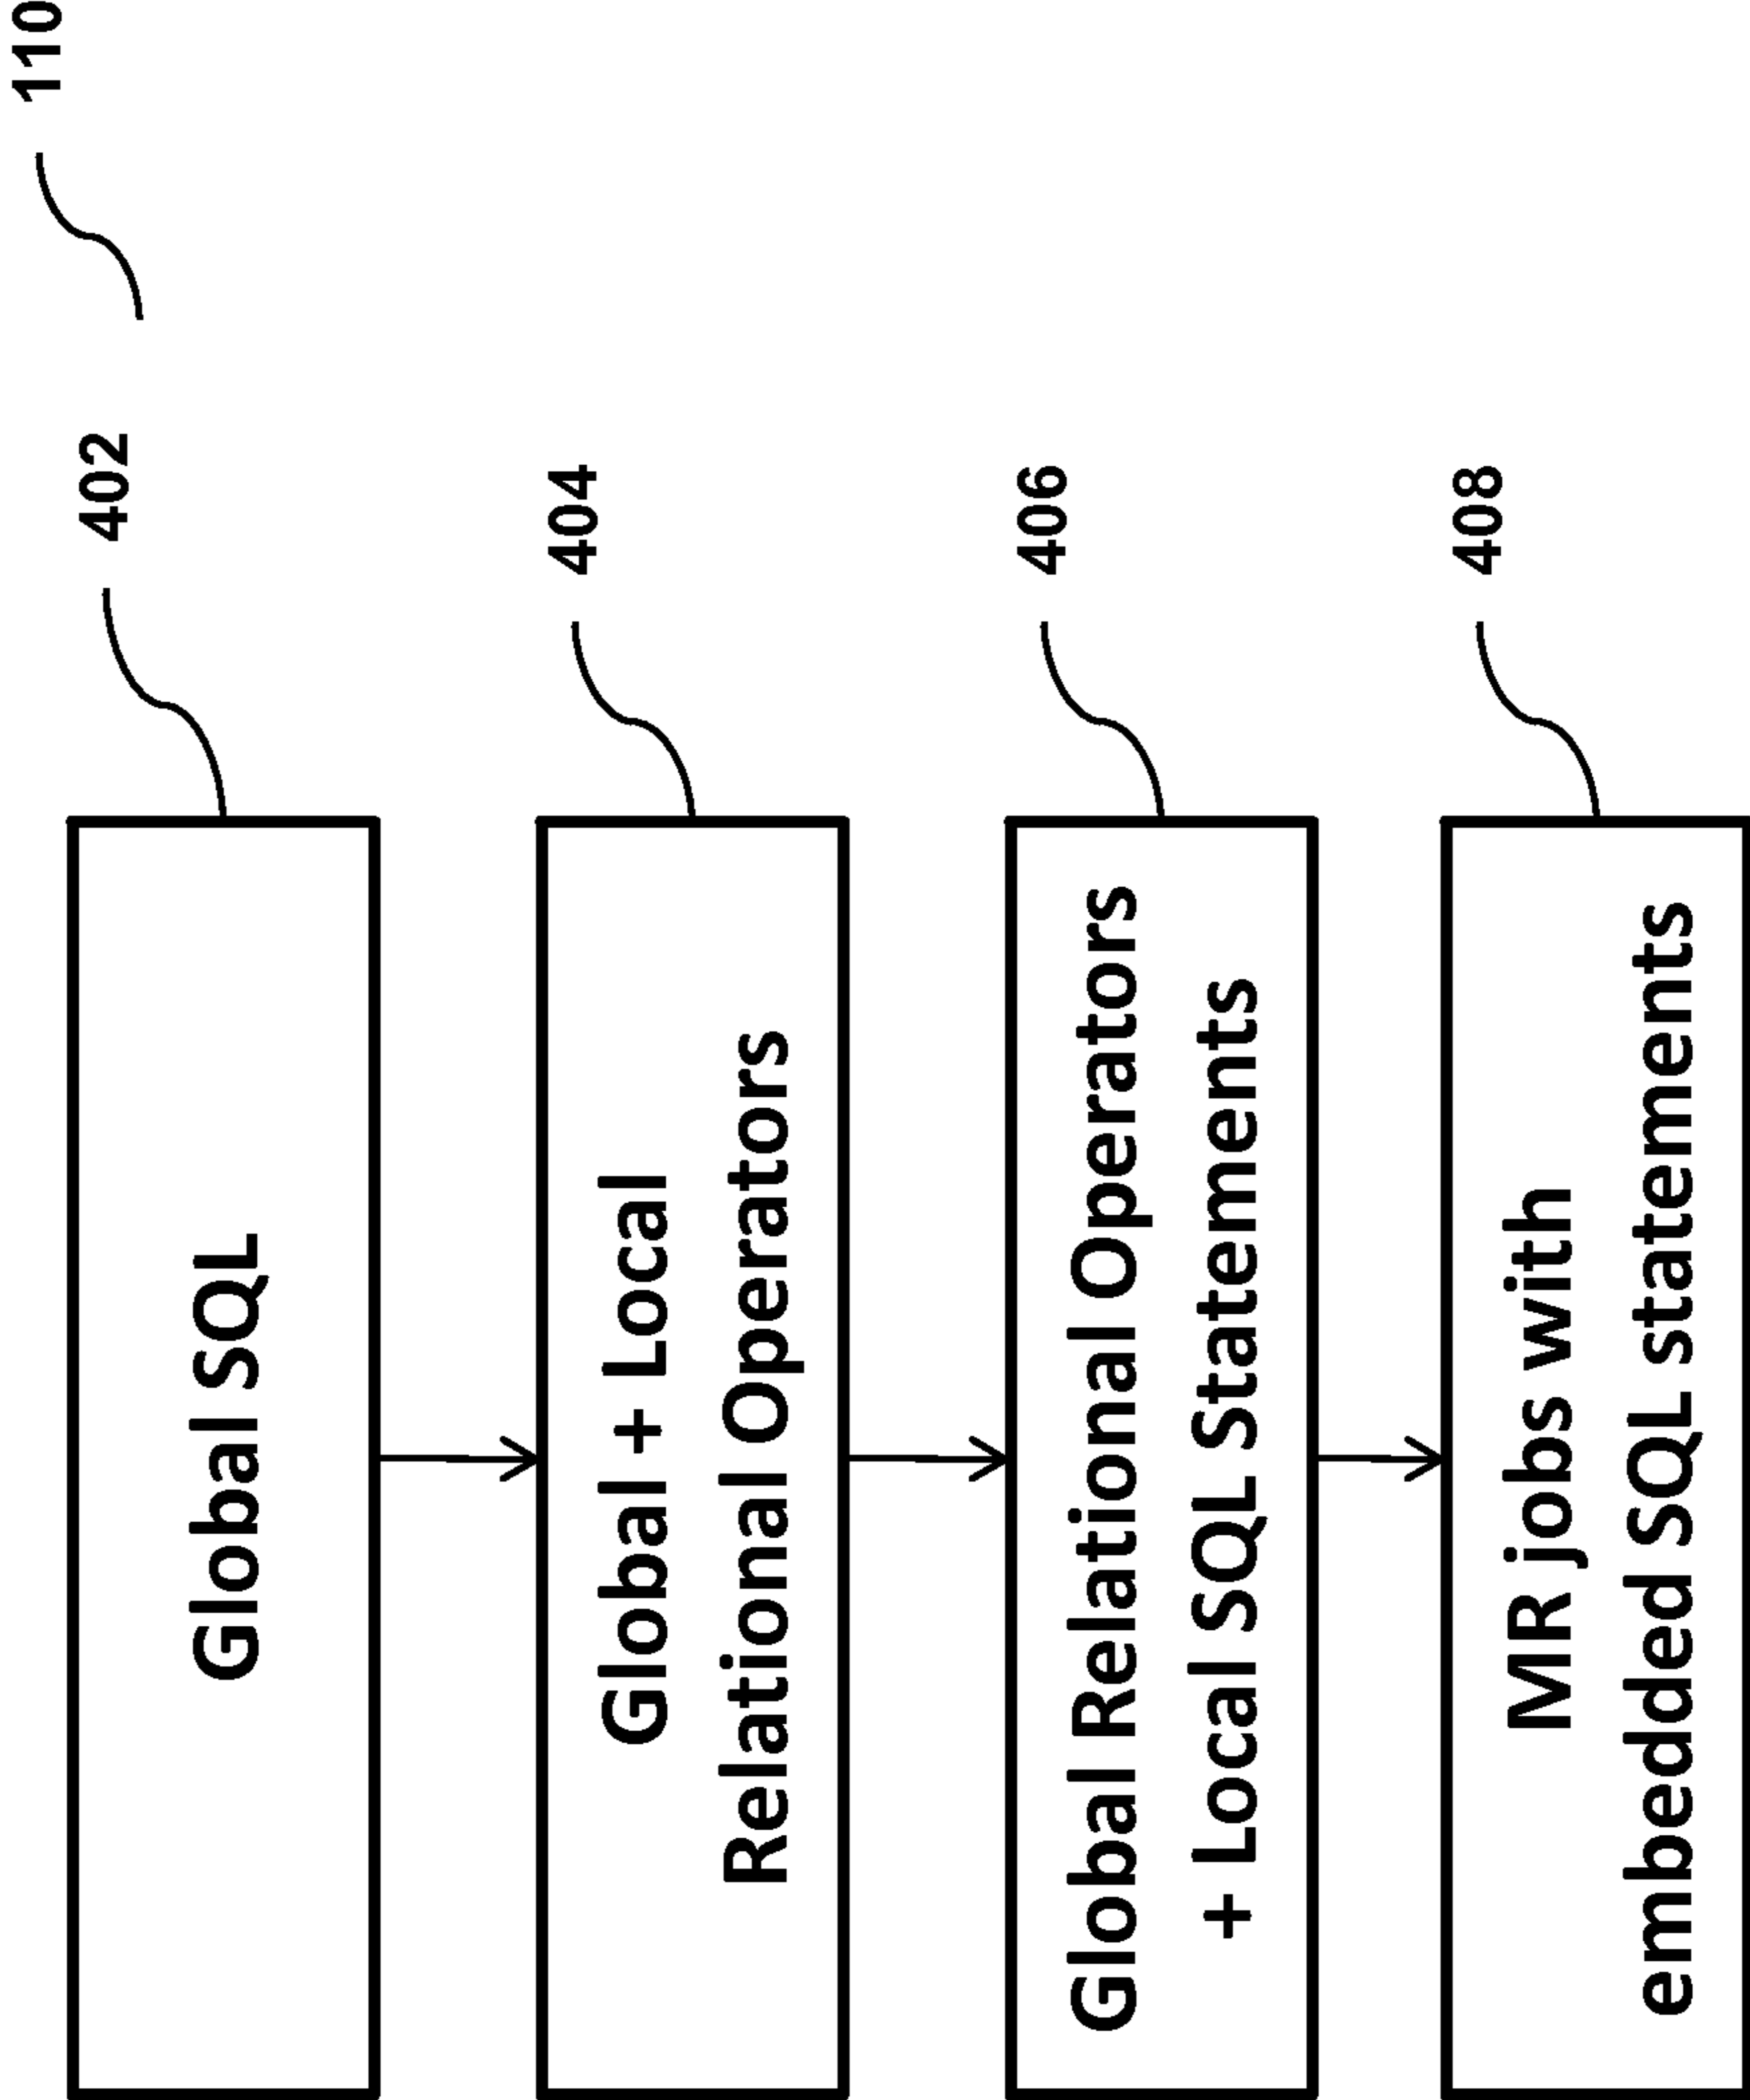 110
402
Global SQL
404
Global + Local
Relational Operators
406
Global Relational Operators
+ Local SQL Statements
408
MR jobs with
embedded SQL statements